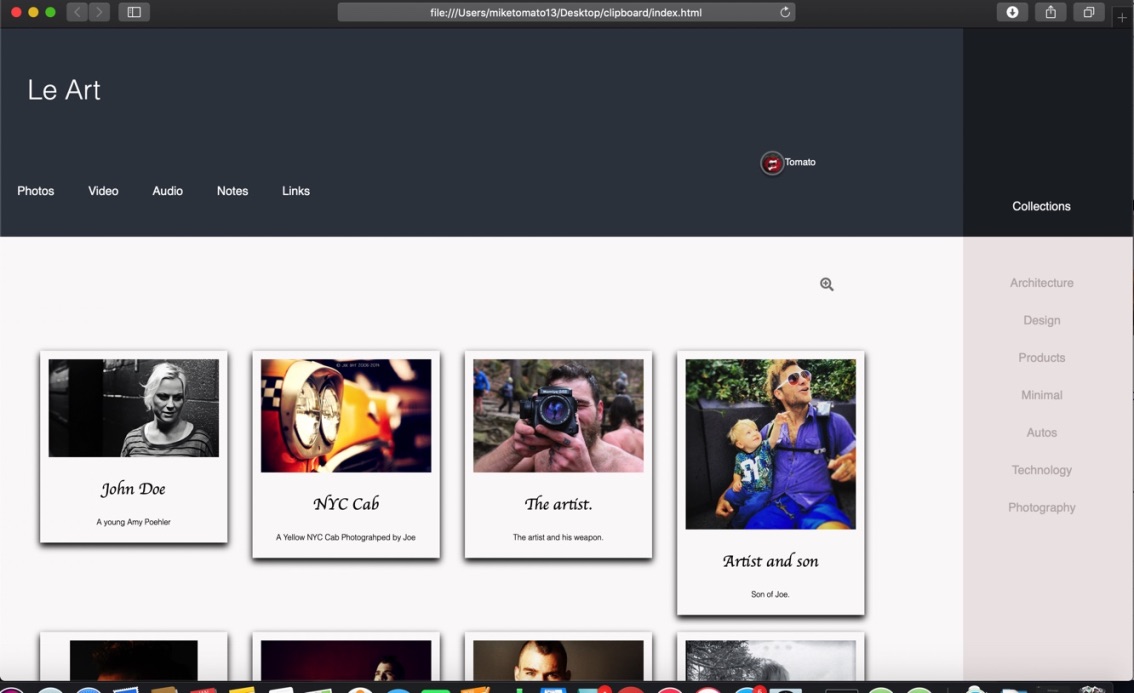 file:///Users/miketomato13/Desktop/clipboard/index.html
Le Art
Tomato
Photos Video Audio Notes Links
Collections
Architecture
Design
Products
Minimal
Autos
Technology
Photography
John Doe
A young Amy Poehler
NYC Cab
A Yellow NYC Cab Photograhped by Joe
The artist.
The artist and his weapon.
Artist and son
Son of Joe.